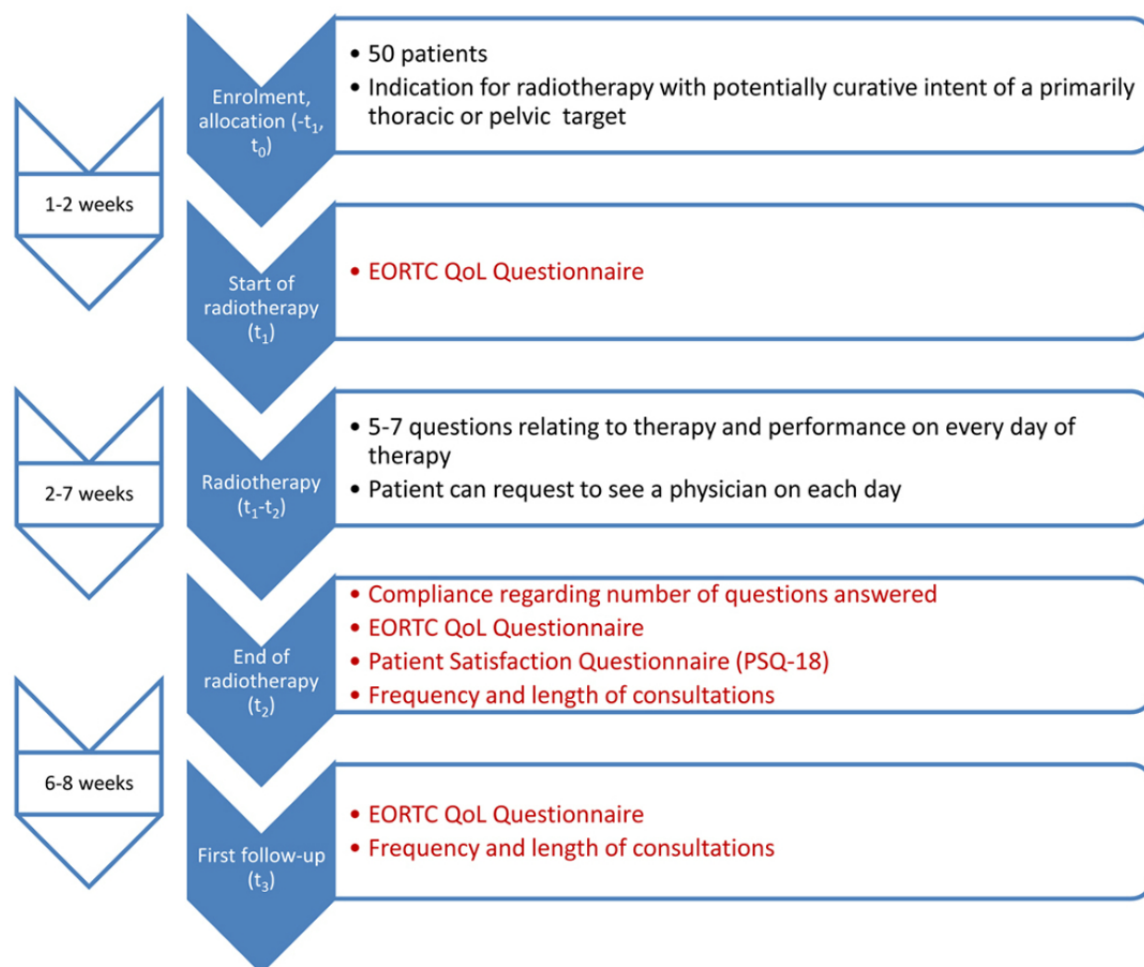 • 50 patients
• Indication for radiotherapy with potentially curative intent of a primarily
thoracic or pelvic target
Enrolment,
allocation (-t₁,
t₀)
1-2 weeks
Start of
radiotherapy
(t₁)
• EORTC QoL Questionnaire
2-7 weeks
Radiotherapy
(t₁-t₂)
• 5-7 questions relating to therapy and performance on every day of
therapy
• Patient can request to see a physician on each day
End of
radiotherapy
(t₂)
• Compliance regarding number of questions answered
• EORTC QoL Questionnaire
• Patient Satisfaction Questionnaire (PSQ-18)
• Frequency and length of consultations
6-8 weeks
First follow-up
(t₃)
• EORTC QoL Questionnaire
• Frequency and length of consultations